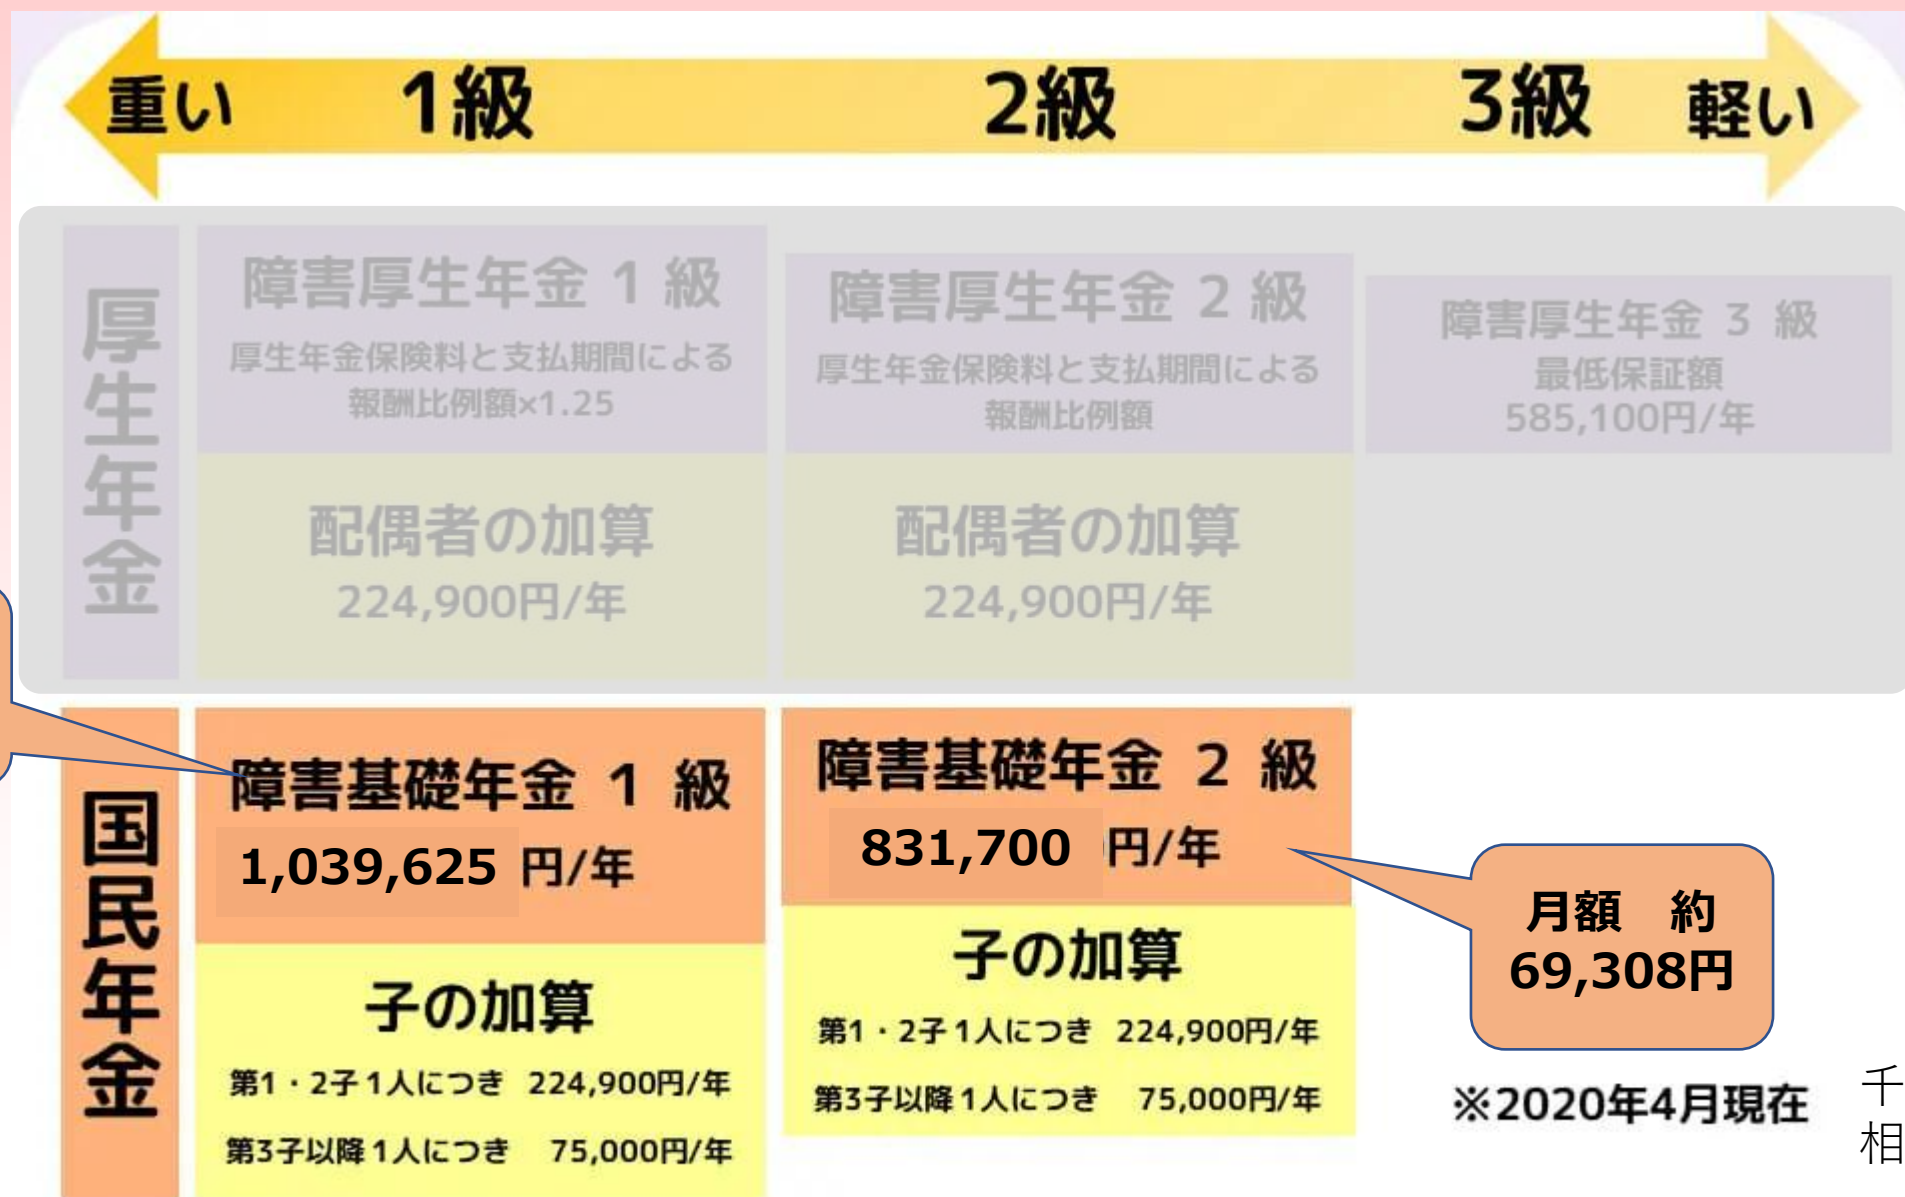 重い 1級 2級 3級 軽い
厚生年金
障害厚生年金 1 級
厚生年金保険料と支払期間による
報酬比例額×1.25
配偶者の加算
224,900円/年
障害厚生年金 2 級
厚生年金保険料と支払期間による
報酬比例額
配偶者の加算
224,900円/年
障害厚生年金 3 級
最低保証額
585,100円/年
国民年金
障害基礎年金 1 級
1,039,625 円/年
子の加算
第1・2子1人につき 224,900円/年
第3子以降1人につき 75,000円/年
障害基礎年金 2 級
831,700 円/年
子の加算
第1・2子1人につき 224,900円/年
第3子以降1人につき 75,000円/年
月額 約
69,308円
※2020年4月現在
千
相